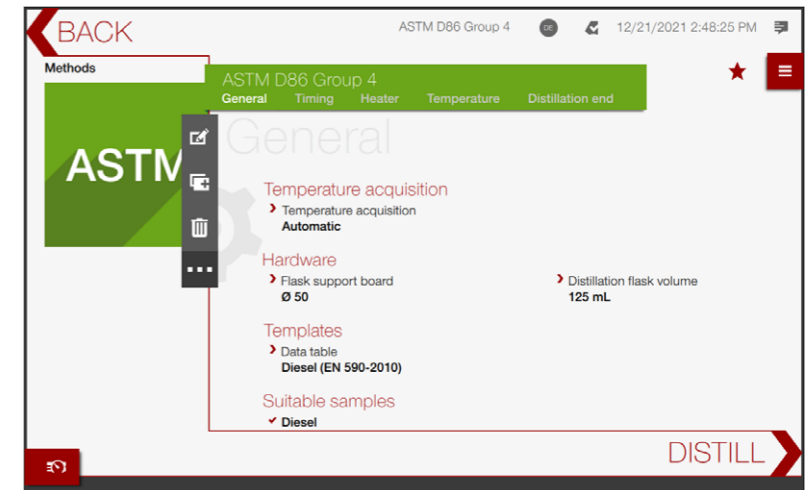 BACK
ASTM D86 Group 4
DE
12/21/2021 2:48:25 PM
Methods
ASTM
ASTM D86 Group 4
General Timing Heater Temperature Distillation end
General
Temperature acquisition
Temperature acquisition
Automatic
Hardware
Flask support board
Ø 50
Distillation flask volume
125 mL
Templates
Data table
Diesel (EN 590-2010)
Suitable samples
Diesel
DISTILL